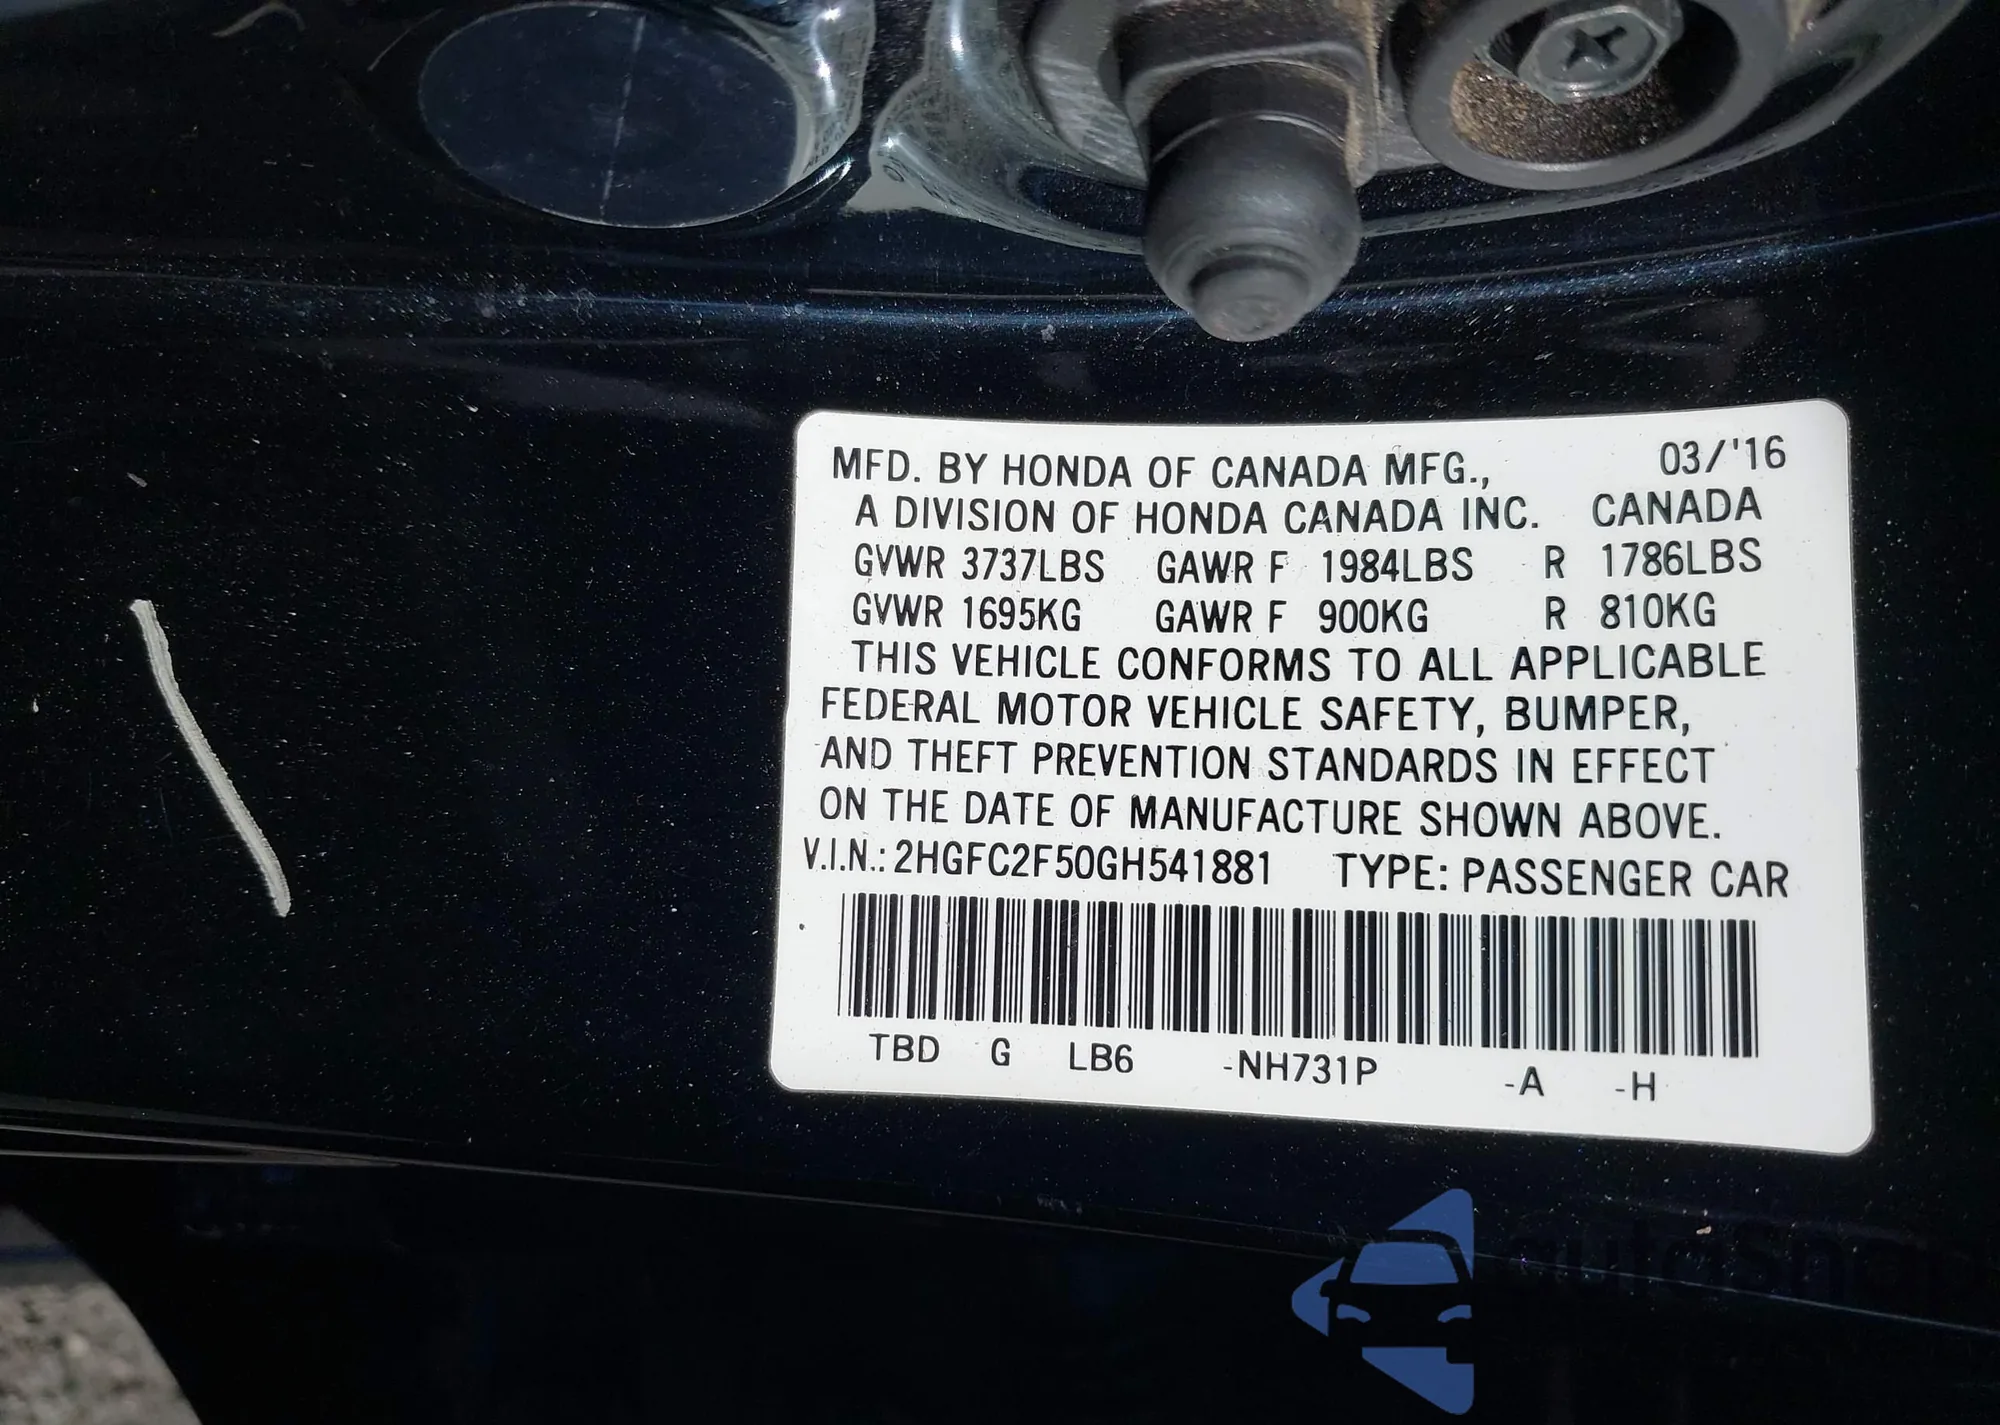 MFD. BY HONDA OF CANADA MFG., 03/'16
A DIVISION OF HONDA CANADA INC. CANADA
GVWR 3737LBS GAWR F 1984LBS R 1786LBS
GVWR 1695KG GAWR F 900KG R 810KG
THIS VEHICLE CONFORMS TO ALL APPLICABLE
FEDERAL MOTOR VEHICLE SAFETY, BUMPER,
AND THEFT PREVENTION STANDARDS IN EFFECT
ON THE DATE OF MANUFACTURE SHOWN ABOVE.
V.I.N.: 2HGFC2F50GH541881 TYPE: PASSENGER CAR
TBD G LB6 -NH731P -A -H